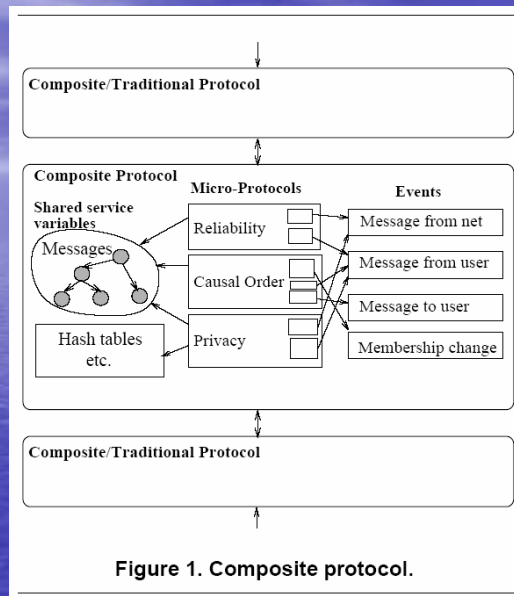 Composite/Traditional Protocol
Composite Protocol
Micro-Protocols
Events
Shared service
variables
Messages
Reliability
Causal Order
Privacy
Hash tables
etc.
Message from net
Message from user
Message to user
Membership change
Composite/Traditional Protocol
Figure 1. Composite protocol.